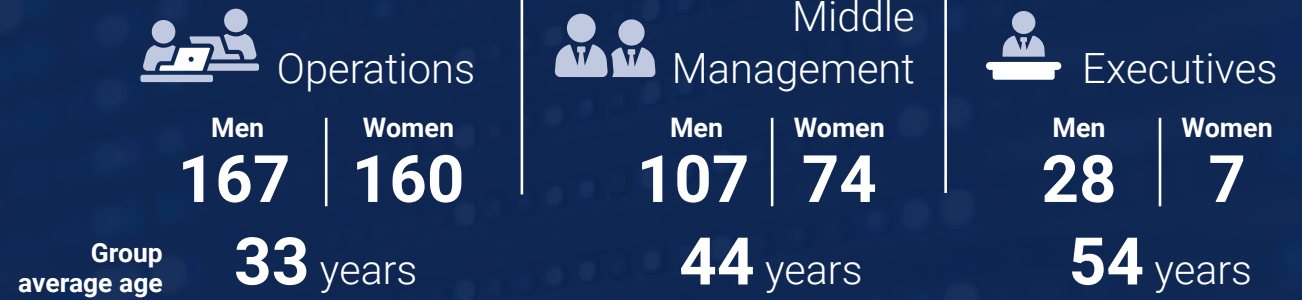 Operations
Men Women
167 160
Middle
Management
Men Women
107 74
Executives
Men Women
28 7
Group
average age
33 years
44 years
54 years